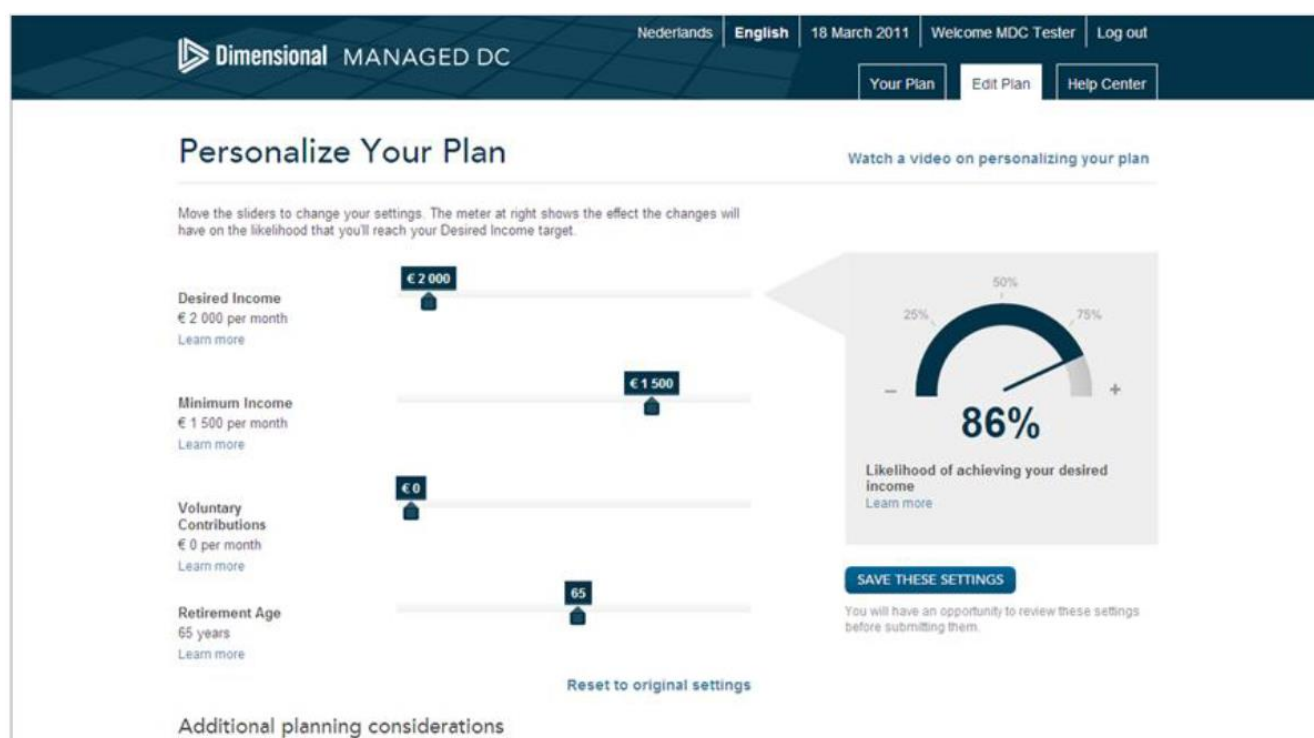 Nederlands English 18 March 2011 Welcome MDC Tester Log out
Dimensional MANAGED DC
Your Plan Edit Plan Help Center
Personalize Your Plan
Watch a video on personalizing your plan
Move the sliders to change your settings. The meter at right shows the effect the changes will
have on the likelihood that you'll reach your Desired Income target.
€ 2 000
Desired Income
€ 2 000 per month
Learn more
€ 1 500
Minimum Income
€ 1 500 per month
Learn more
€ 0
Voluntary
Contributions
€ 0 per month
Learn more
65
Retirement Age
65 years
Learn more
Reset to original settings
50%
25% 75%
– +
86%
Likelihood of achieving your desired
income
Learn more
SAVE THESE SETTINGS
You will have an opportunity to review these settings
before submitting them.
Additional planning considerations